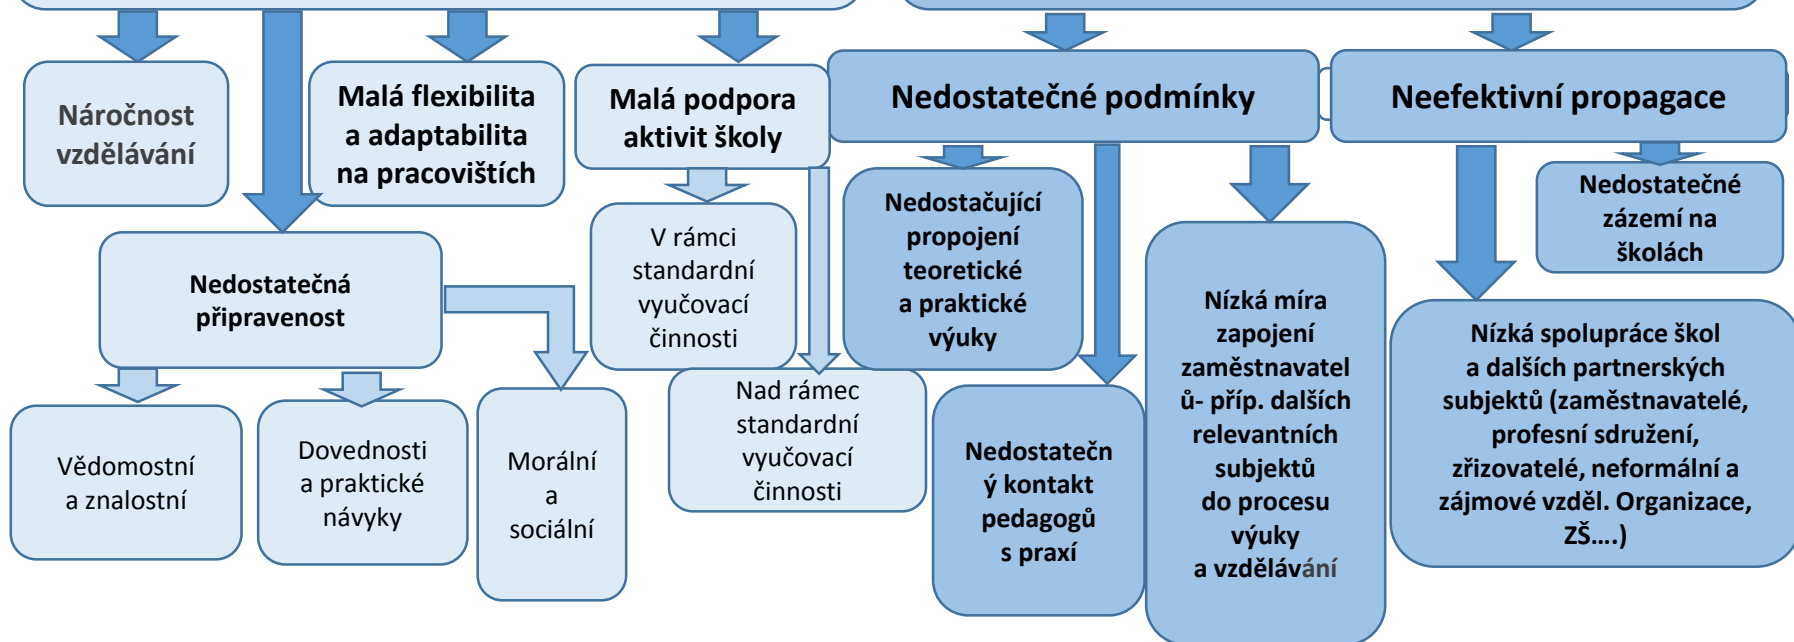 Náročnost
vzdělávání
Malá flexibilita
a adaptabilita
na pracovištích
Malá podpora
aktivit školy
Nedostatečné podmínky
Neefektivní propagace
Nedostatečná
připravenost
V rámci
standardní
vyučovací
činnosti
Nedostačující
propojení
teoretické
a praktické
výuky
Nízká míra
zapojení
zaměstnavatel
ů- příp. dalších
relevantních
subjektů
do procesu
výuky
a vzdělávání
Nedostatečné
zázemí na
školách
Nízká spolupráce škol
a dalších partnerských
subjektů (zaměstnavatelé,
profesní sdružení,
zřizovatelé, neformální a
zájmové vzděl. Organizace,
ZŠ....)
Vědomostní
a znalostní
Dovednosti
a praktické
návyky
Morální
a
sociální
Nad rámec
standardní
vyučovací
činnosti
Nedostatečn
ý kontakt
pedagogů
s praxí